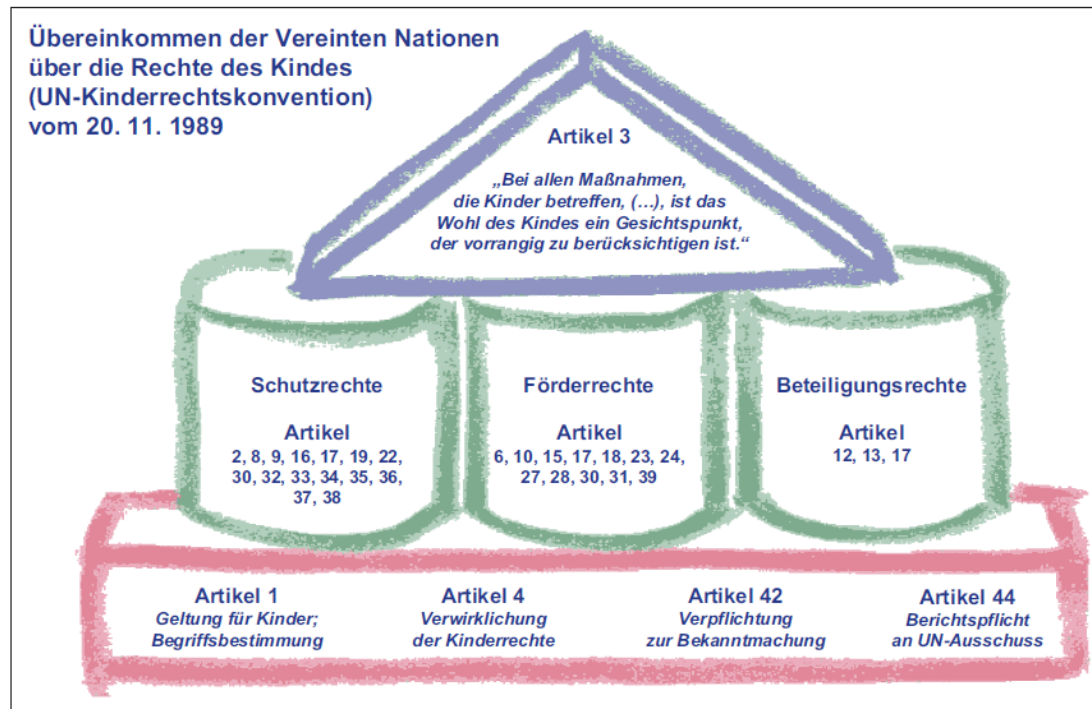 Übereinkommen der Vereinten Nationen
über die Rechte des Kindes
(UN-Kinderrechtskonvention)
vom 20. 11. 1989
Artikel 3
„Bei allen Maßnahmen,
die Kinder betreffen, (...), ist das
Wohl des Kindes ein Gesichtspunkt,
der vorrangig zu berücksichtigen ist.“
Schutzrechte
Artikel
2, 8, 9, 16, 17, 19, 22,
30, 32, 33, 34, 35, 36,
37, 38
Förderrechte
Artikel
6, 10, 15, 17, 18, 23, 24,
27, 28, 30, 31, 39
Beteiligungsrechte
Artikel
12, 13, 17
Artikel 1
Geltung für Kinder;
Begriffsbestimmung
Artikel 4
Verwirklichung
der Kinderrechte
Artikel 42
Verpflichtung
zur Bekanntmachung
Artikel 44
Berichtspflicht
an UN-Ausschuss